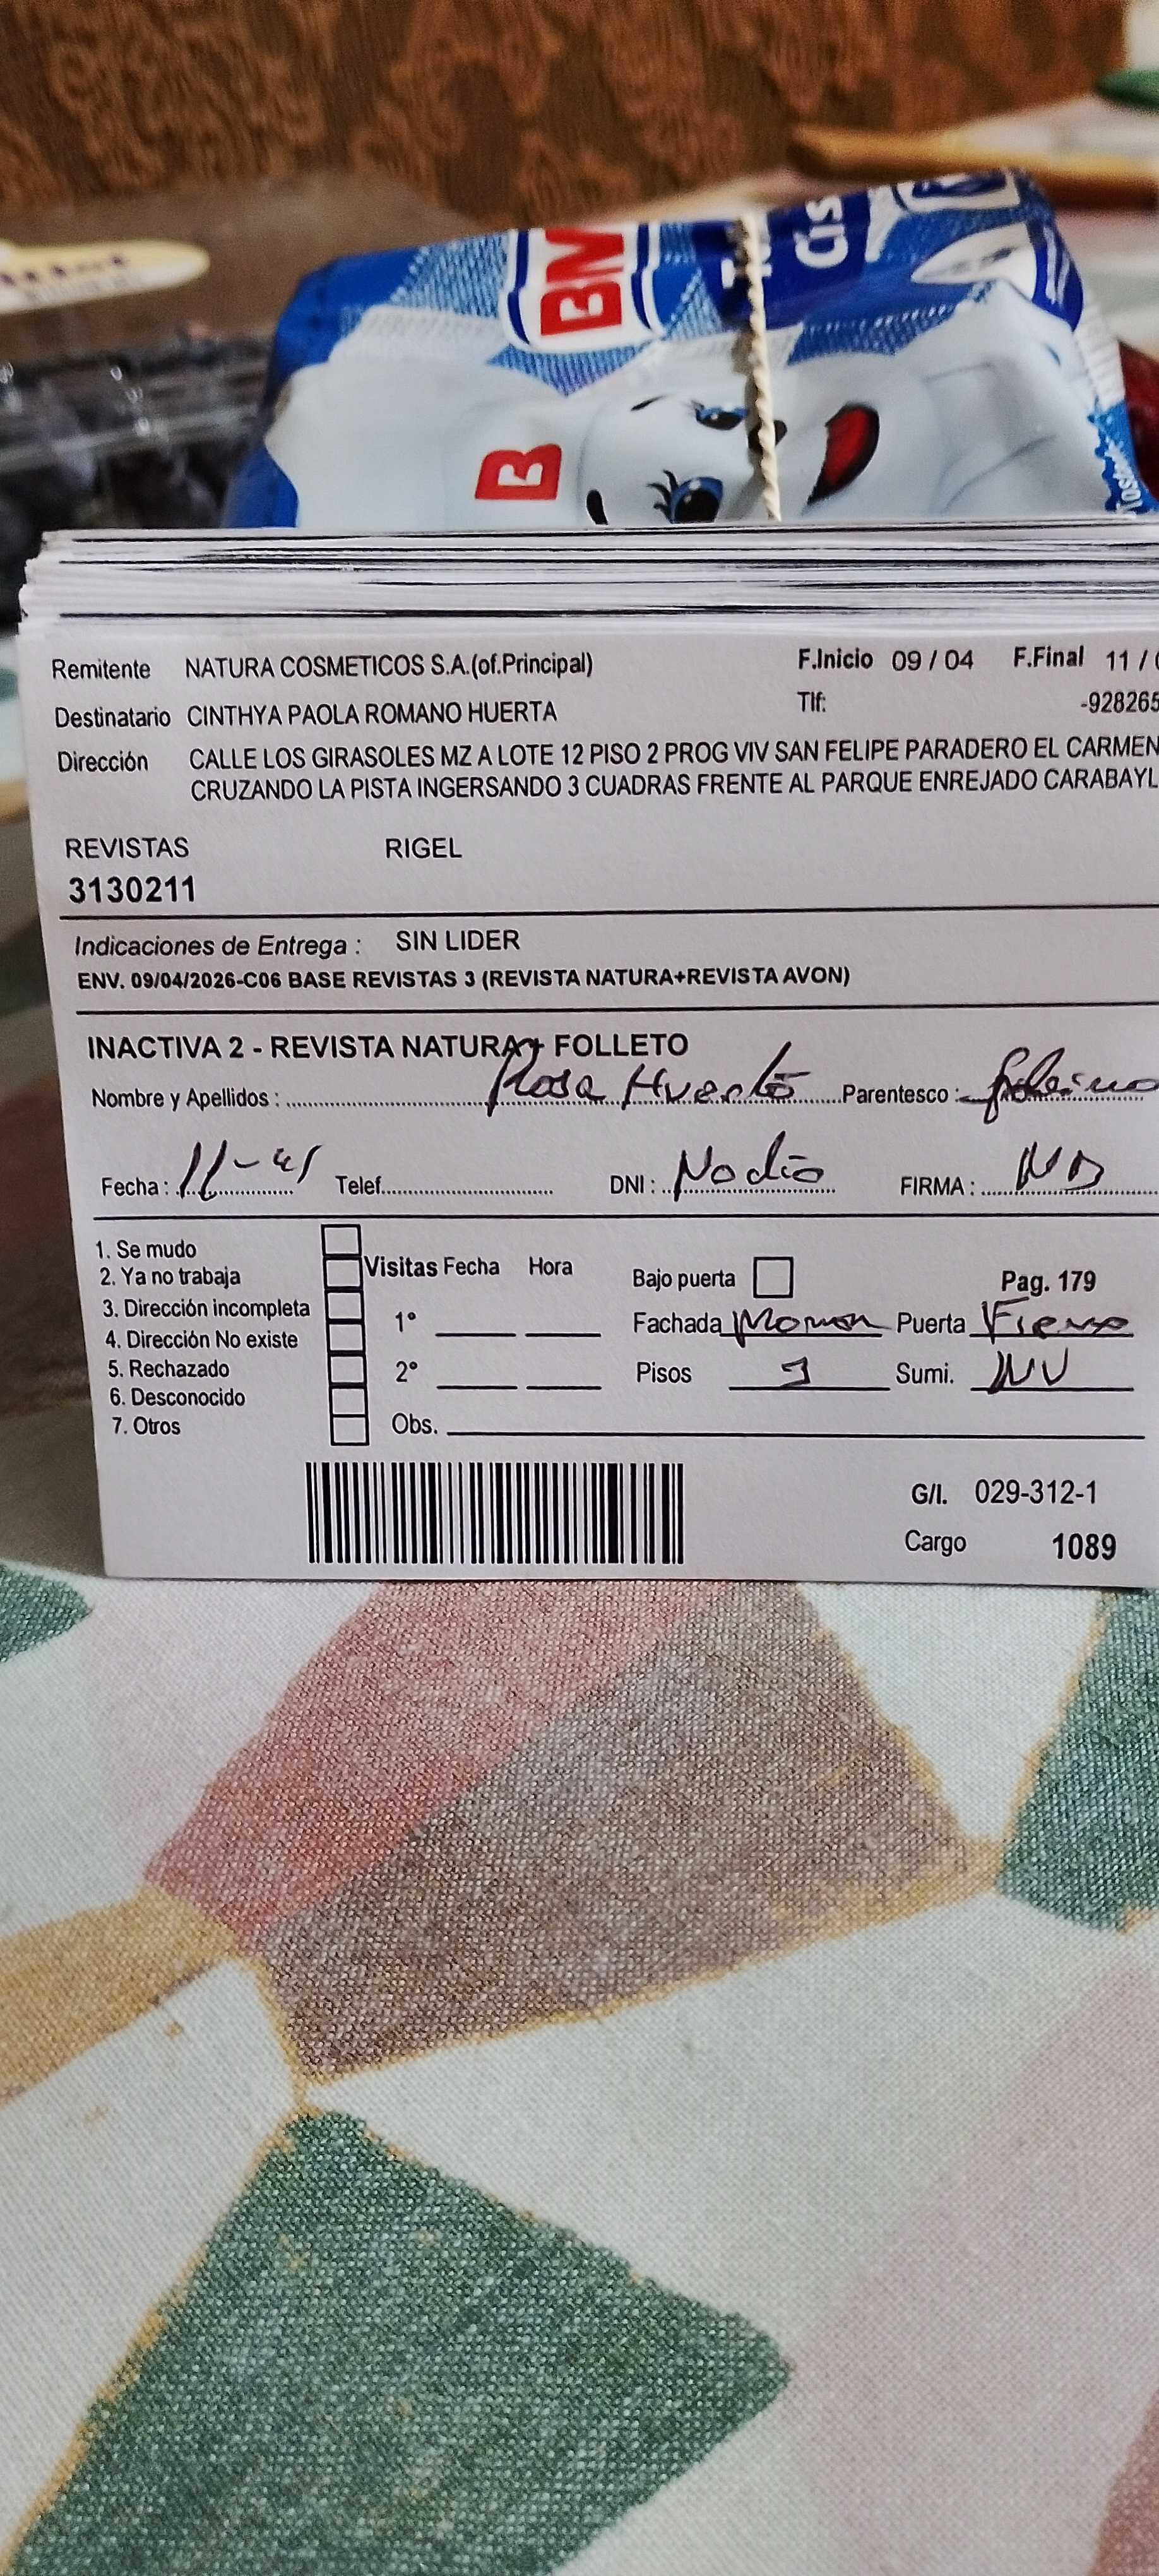 BM
B
Remitente NATURA COSMETICOS S.A.(of.Principal) F.Inicio 09 / 04 F.Final 11 /
Destinatario CINTHYA PAOLA ROMANO HUERTA Tlf: -928265
Dirección CALLE LOS GIRASOLES MZ A LOTE 12 PISO 2 PROG VIV SAN FELIPE PARADERO EL CARMEN
CRUZANDO LA PISTA INGERSANDO 3 CUADRAS FRENTE AL PARQUE ENREJADO CARABAYL
REVISTAS RIGEL
3130211
Indicaciones de Entrega : SIN LIDER
ENV. 09/04/2026-C06 BASE REVISTAS 3 (REVISTA NATURA+REVISTA AVON)
INACTIVA 2 - REVISTA NATURA+ FOLLETO
Nombre y Apellidos : Rosa Huerta Parentesco :
Fecha : 11-4 Telef. DNI : No dio FIRMA :
1. Se mudo
2. Ya no trabaja
3. Dirección incompleta
4. Dirección No existe
5. Rechazado
6. Desconocido
7. Otros
Visitas Fecha Hora
1°
2°
Obs.
Bajo puerta Pag. 179
Fachada Puerta Fierro
Pisos Sumi.
G/I. 029-312-1
Cargo 1089